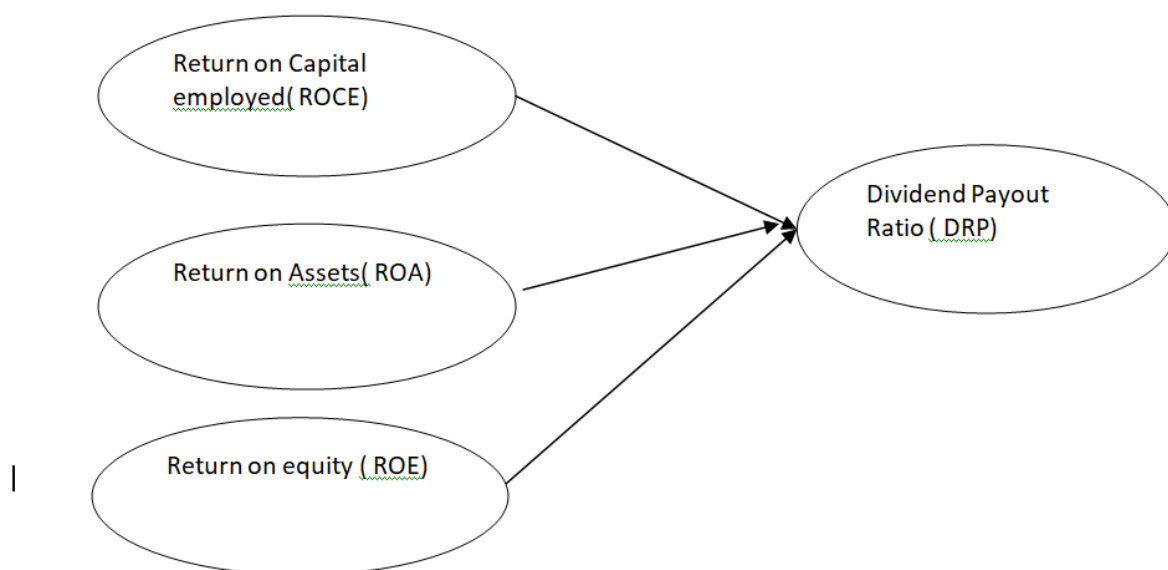 Return on Capital
employed( ROCE)
Dividend Payout
Ratio ( DRP)
Return on Assets( ROA)
Return on equity ( ROE)